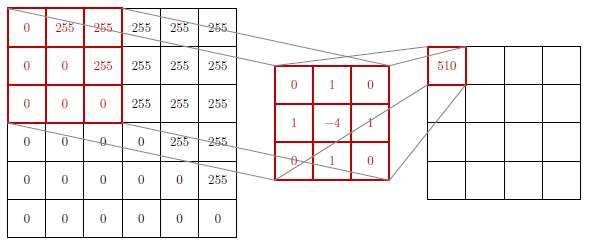 0 255 255 255 255 255
0 0 255 255 255 255
0 0 0 255 255 255
0 0 0 0 255 255
0 0 0 0 0 255
0 0 0 0 0 0
0 1 0
1 −4 1
0 1 0
510